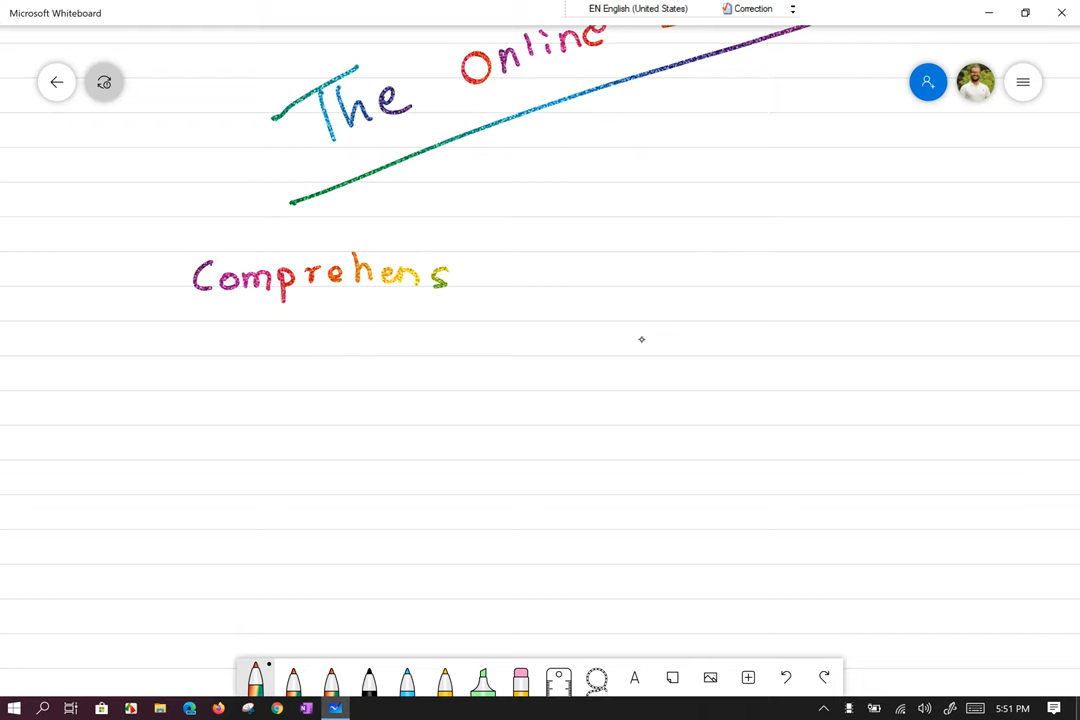 Microsoft Whiteboard
EN English (United States) Correction
The Online
Comprehens
A
5:51 PM